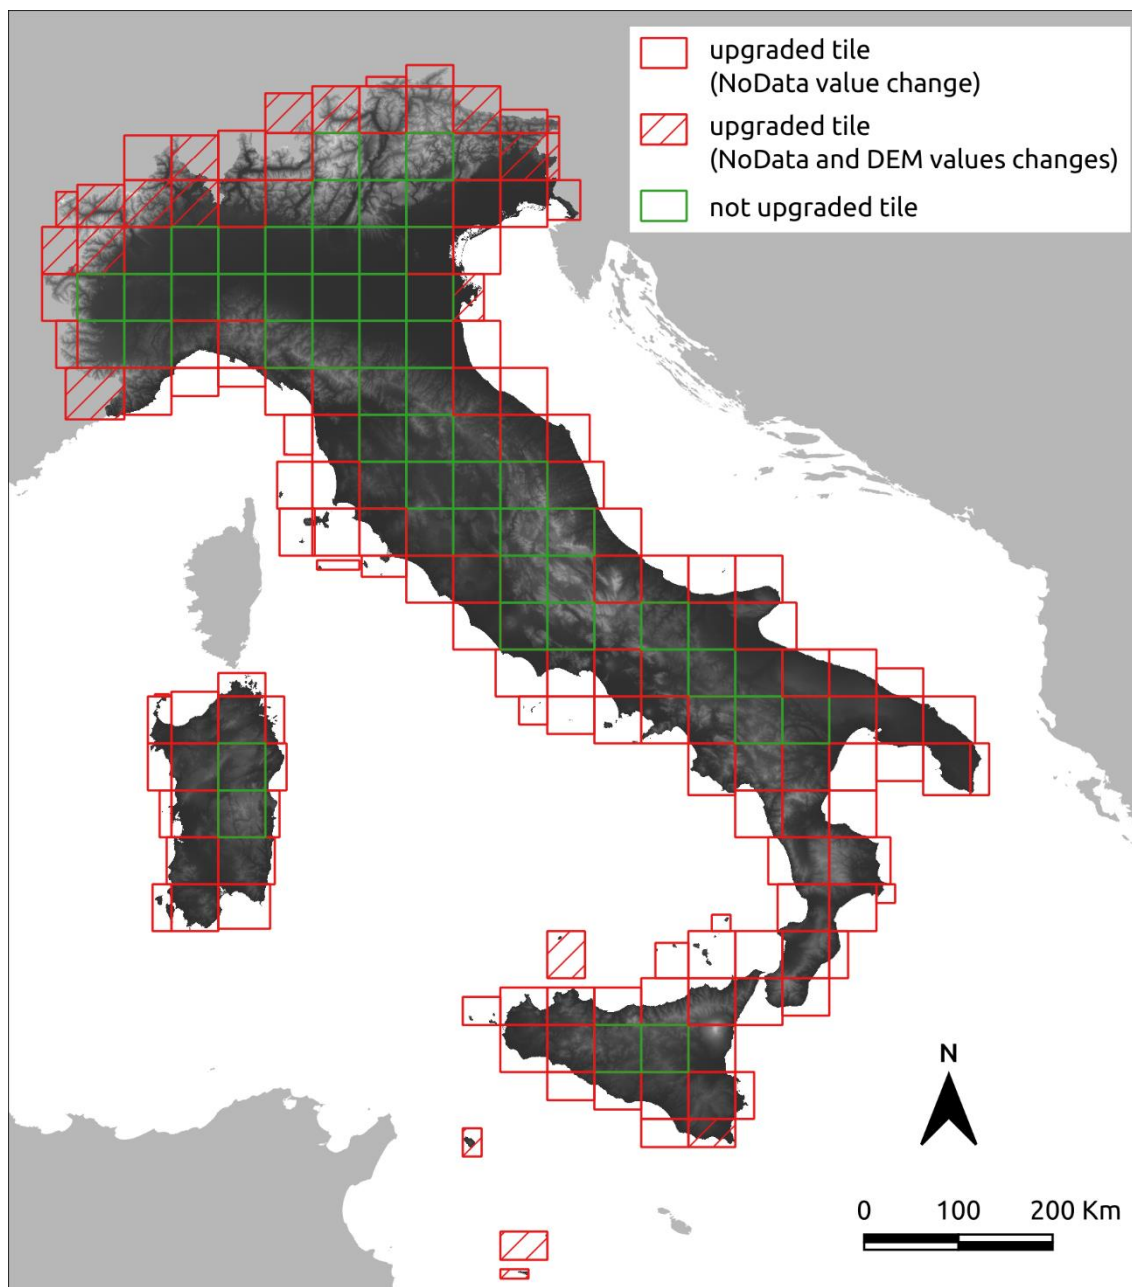 upgraded tile
(NoData value change)
upgraded tile
(NoData and DEM values changes)
not upgraded tile
N
0 100 200 Km